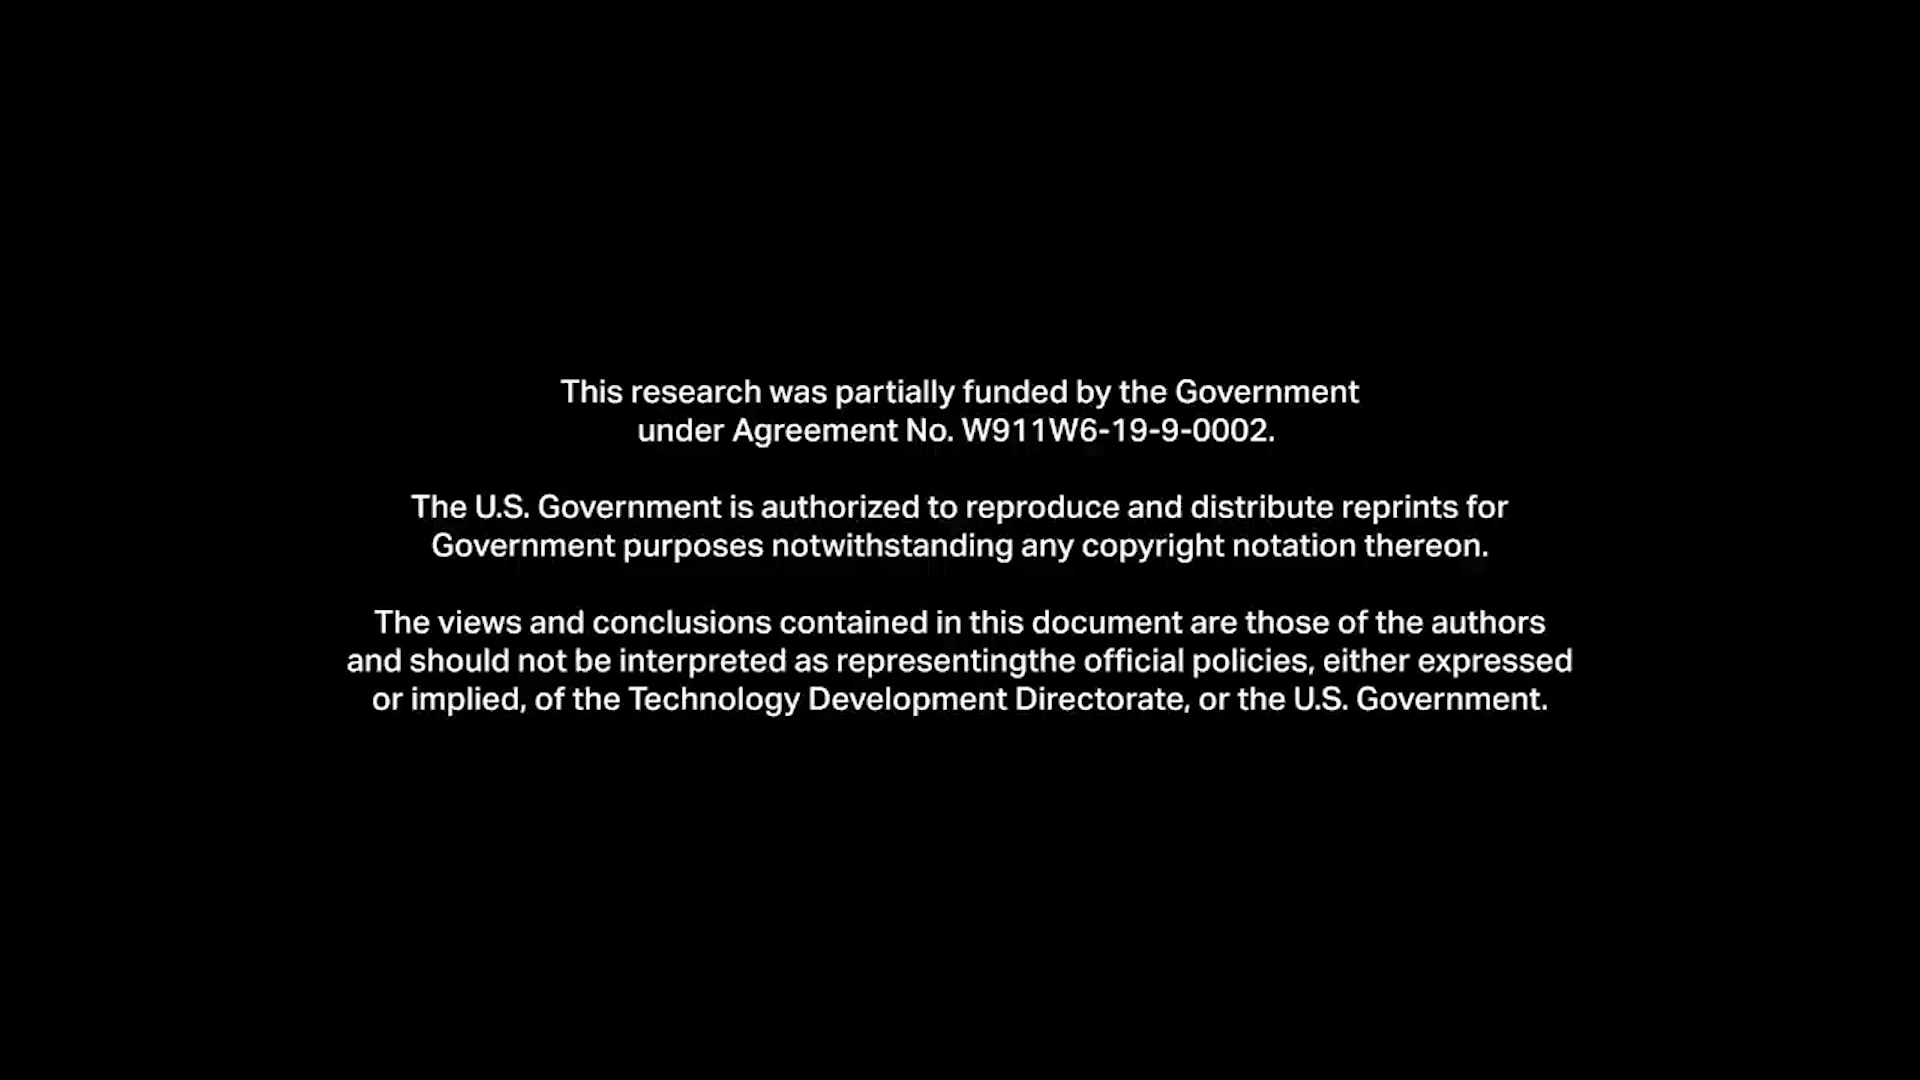 This research was partially funded by the Government
under Agreement No. W911W6-19-9-0002.
The U.S. Government is authorized to reproduce and distribute reprints for
Government purposes notwithstanding any copyright notation thereon.
The views and conclusions contained in this document are those of the authors
and should not be interpreted as representingthe official policies, either expressed
or implied, of the Technology Development Directorate, or the U.S. Government.